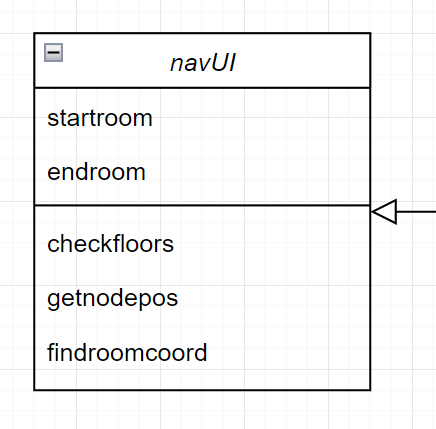 navUI
startroom
endroom
checkfloors
getnodepos
findroomcoord